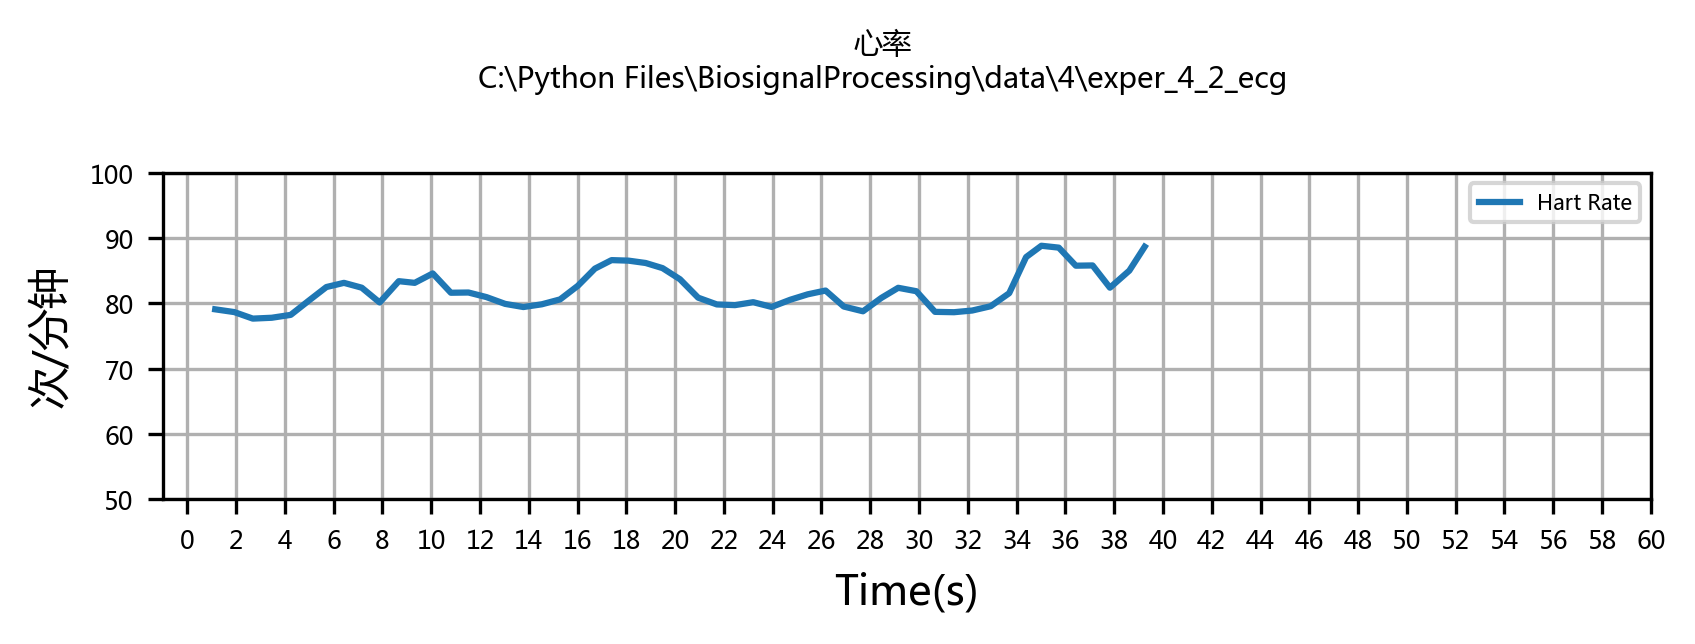 心率
C:\Python Files\BiosignalProcessing\data\4\exper_4_2_ecg
100
90
80
70
60
50
次/分钟
Hart Rate
0 2 4 6 8 10 12 14 16 18 20 22 24 26 28 30 32 34 36 38 40 42 44 46 48 50 52 54 56 58 60
Time(s)